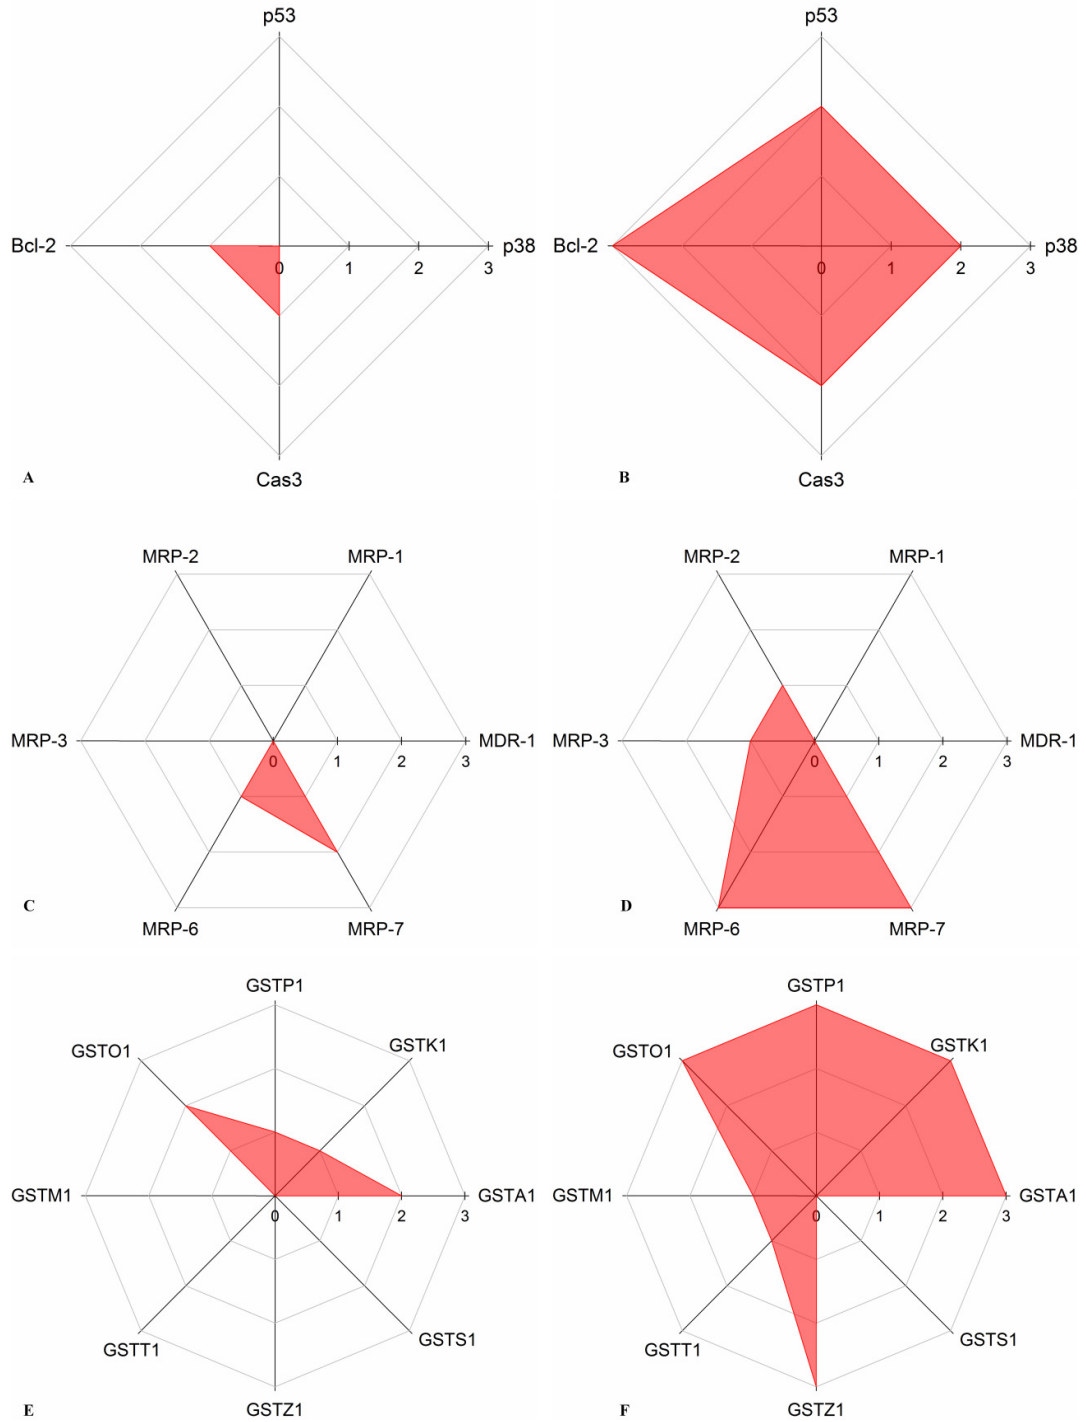 p53 p53
Bcl-2 0 1 2 3 p38 Bcl-2 0 1 2 3 p38
A Cas3 B Cas3
MRP-2 MRP-1 MRP-2 MRP-1
MRP-3 0 1 2 3 MDR-1 MRP-3 0 1 2 3 MDR-1
C MRP-6 MRP-7 D MRP-6 MRP-7
GSTP1 GSTP1
GSTO1 GSTK1 GSTO1 GSTK1
GSTM1 0 1 2 3 GSTA1 GSTM1 0 1 2 3 GSTA1
GSTT1 GSTS1 GSTT1 GSTS1
E GSTZ1 F GSTZ1